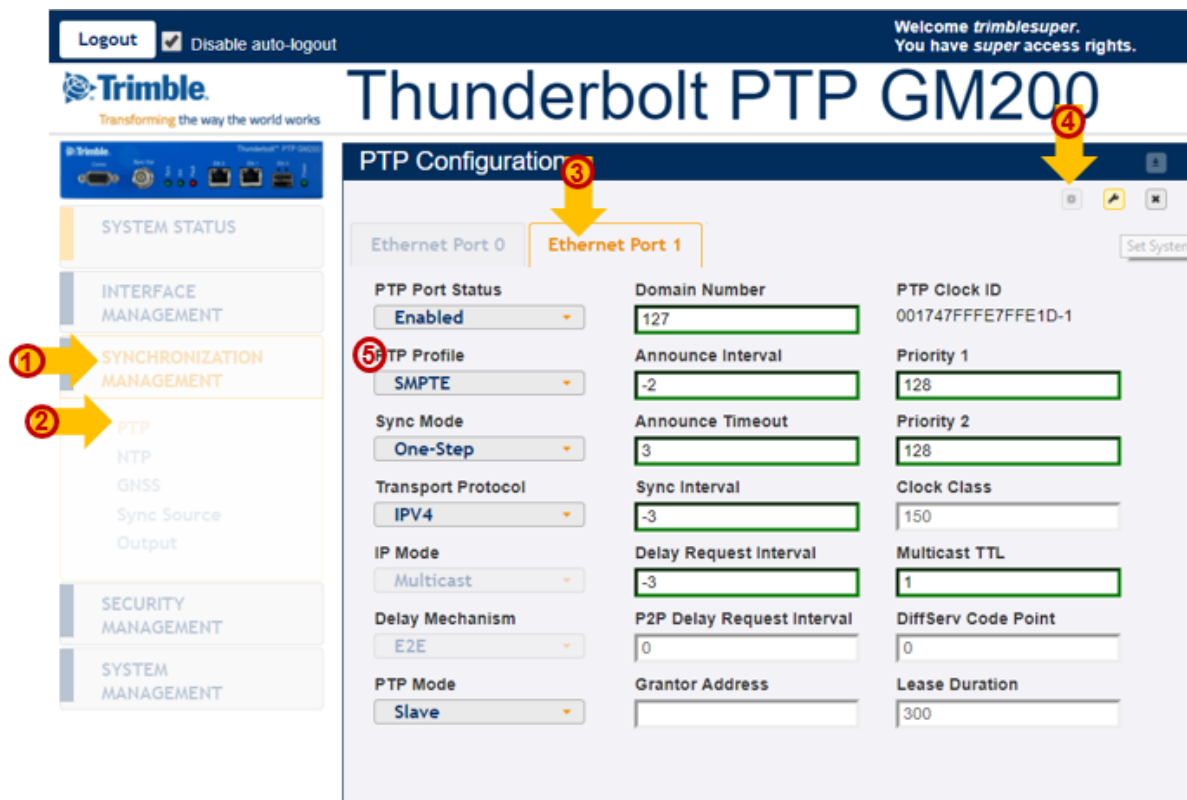 Logout Disable auto-logout
Welcome trimblesuper.
You have super access rights.
Trimble.
Transforming the way the world works
Thunderbolt PTP GM200
4
Trimble.
Thunderbolt PTP GM200
PTP Configuration
3
SYSTEM STATUS
Ethernet Port 0 Ethernet Port 1
Set System
INTERFACE
MANAGEMENT
1
SYNCHRONIZATION
MANAGEMENT
2
PTP
NTP
GNSS
Sync Source
Output
SECURITY
MANAGEMENT
SYSTEM
MANAGEMENT
PTP Port Status Domain Number PTP Clock ID
Enabled 127 001747FFFE7FFE1D-1
5
PTP Profile Announce Interval Priority 1
SMPTE -2 128
Sync Mode Announce Timeout Priority 2
One-Step 3 128
Transport Protocol Sync Interval Clock Class
IPV4 -3 150
IP Mode Delay Request Interval Multicast TTL
Multicast -3 1
Delay Mechanism P2P Delay Request Interval DiffServ Code Point
E2E 0 0
PTP Mode Grantor Address Lease Duration
Slave 300